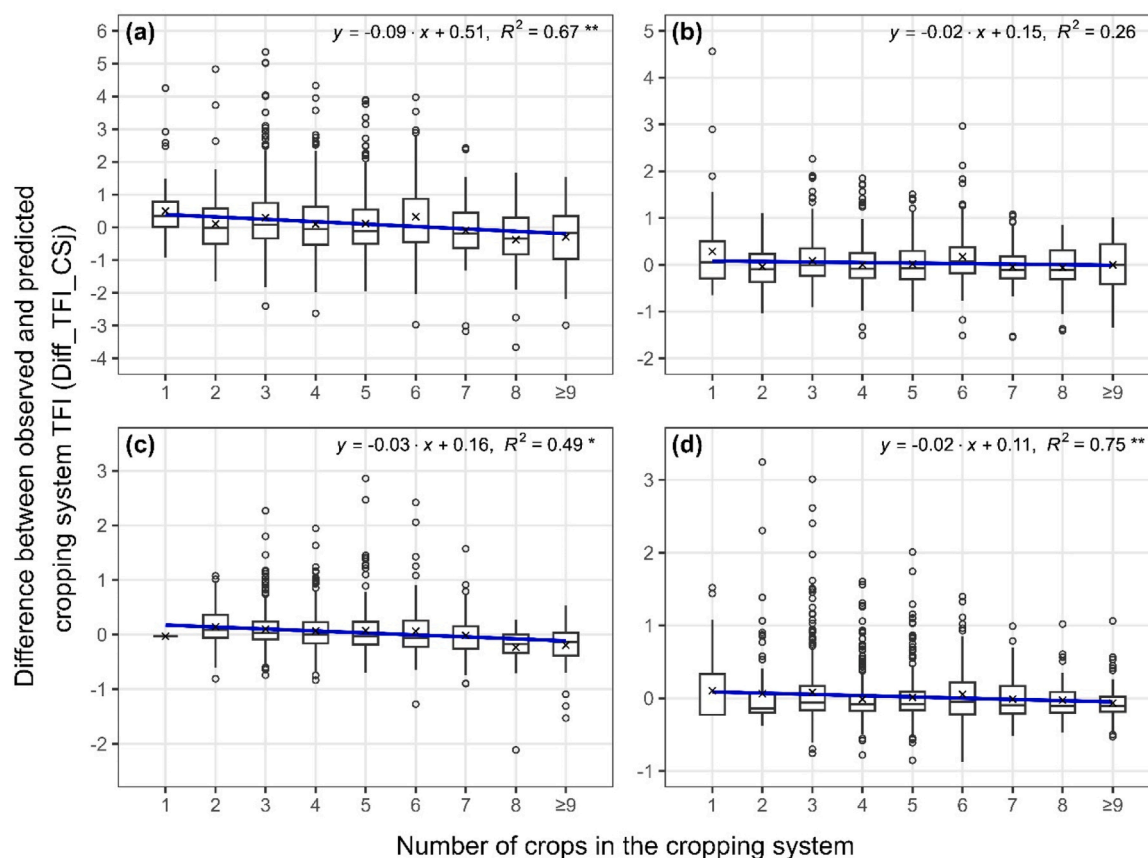 (a)
y = -0.09 · x + 0.51, R² = 0.67 **
6
5
4
3
2
1
0
-1
-2
-3
-4
1 2 3 4 5 6 7 8 ≥9
(b)
y = -0.02 · x + 0.15, R² = 0.26
5
4
3
2
1
0
-1
-2
1 2 3 4 5 6 7 8 ≥9
Difference between observed and predicted
cropping system TFI (Diff_TFI_CSj)
(c)
y = -0.03 · x + 0.16, R² = 0.49 *
3
2
1
0
-1
-2
1 2 3 4 5 6 7 8 ≥9
(d)
y = -0.02 · x + 0.11, R² = 0.75 **
3
2
1
0
-1
1 2 3 4 5 6 7 8 ≥9
Number of crops in the cropping system